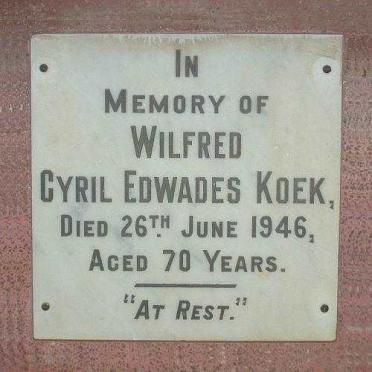 IN
MEMORY OF
WILFRED
CYRIL EDWADES KOEK,
DIED 26TH JUNE 1946,
AGED 70 YEARS.
"AT REST."